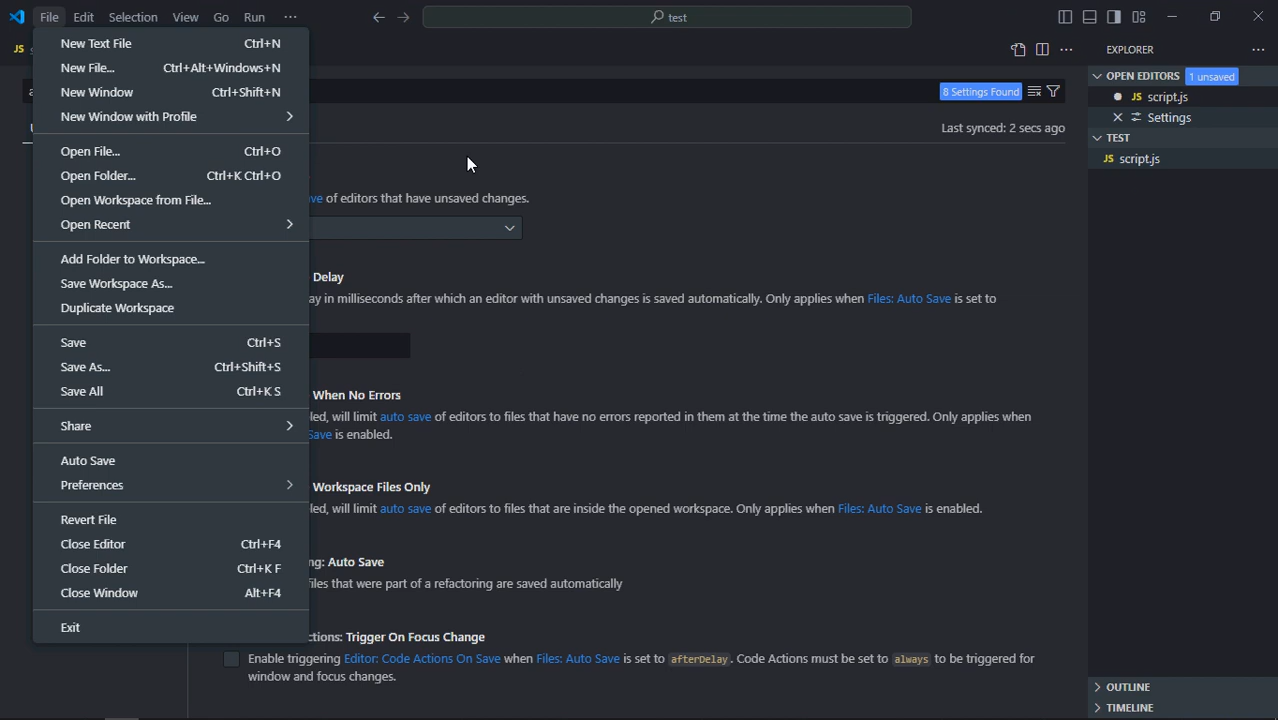 File Edit Selection View Go Run ···
test
JS
New Text File Ctrl+N
New File... Ctrl+Alt+Windows+N
New Window Ctrl+Shift+N
New Window with Profile
Open File... Ctrl+O
Open Folder... Ctrl+K Ctrl+O
Open Workspace from File...
Open Recent
Add Folder to Workspace...
Save Workspace As...
Duplicate Workspace
Save Ctrl+S
Save As... Ctrl+Shift+S
Save All Ctrl+K S
Share
Auto Save
Preferences
Revert File
Close Editor Ctrl+F4
Close Folder Ctrl+K F
Close Window Alt+F4
Exit
8 Settings Found
Last synced: 2 secs ago
of editors that have unsaved changes.
Delay
in milliseconds after which an editor with unsaved changes is saved automatically. Only applies when Files: Auto Save is set to
When No Errors
will limit auto save of editors to files that have no errors reported in them at the time the auto save is triggered. Only applies when
Save is enabled.
Workspace Files Only
will limit auto save of editors to files that are inside the opened workspace. Only applies when Files: Auto Save is enabled.
Auto Save
files that were part of a refactoring are saved automatically
Trigger On Focus Change
Enable triggering Editor: Code Actions On Save when Files: Auto Save is set to afterDelay. Code Actions must be set to always to be triggered for
window and focus changes.
EXPLORER
OPEN EDITORS 1 unsaved
JS script.js
Settings
TEST
JS script.js
OUTLINE
TIMELINE